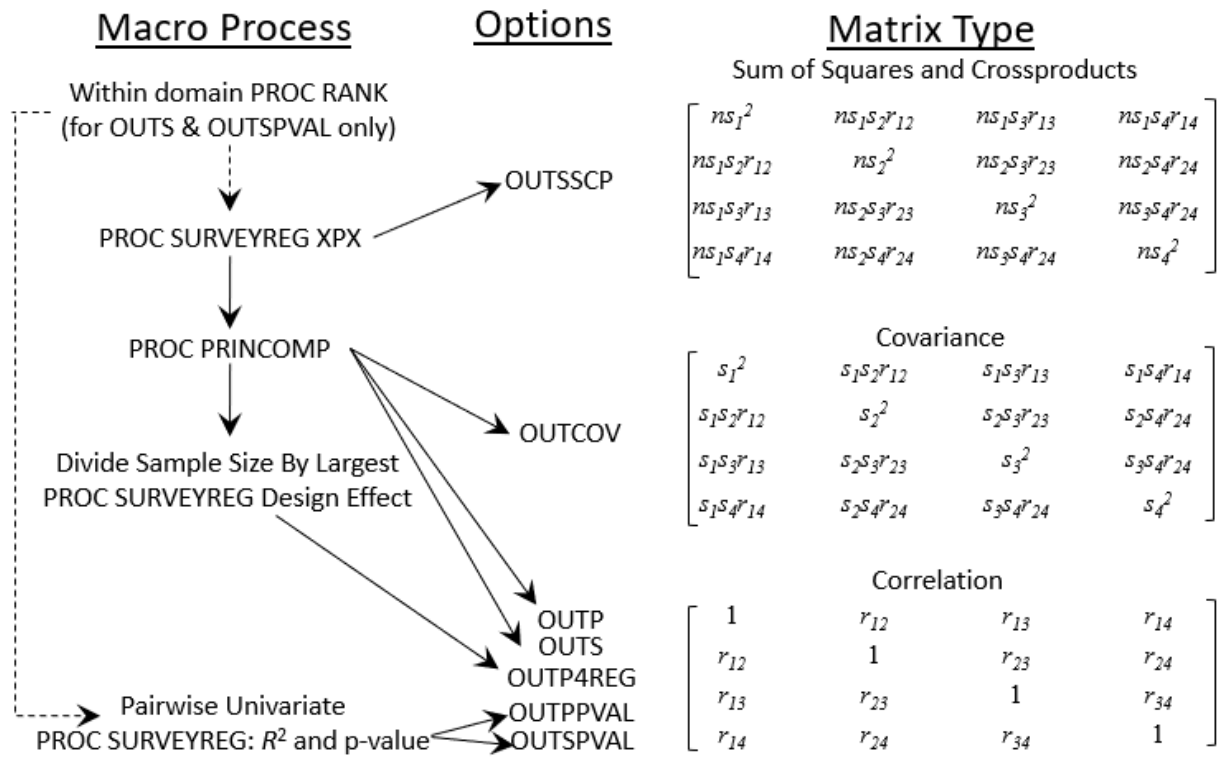 Macro Process
Options
Matrix Type
Within domain PROC RANK
(for OUTS & OUTSPVAL only)
PROC SURVEYREG XPX
PROC PRINCOMP
Divide Sample Size By Largest
PROC SURVEYREG Design Effect
Pairwise Univariate
PROC SURVEYREG: R² and p-value
OUTSSCP
OUTCOV
OUTP
OUTS
OUTP4REG
OUTPPVAL
OUTSPVAL
Sum of Squares and Crossproducts
ns₁² ns₁s₂r₁₂ ns₁s₃r₁₃ ns₁s₄r₁₄
ns₁s₂r₁₂ ns₂² ns₂s₃r₂₃ ns₂s₄r₂₄
ns₁s₃r₁₃ ns₂s₃r₂₃ ns₃² ns₃s₄r₂₄
ns₁s₄r₁₄ ns₂s₄r₂₄ ns₃s₄r₂₄ ns₄²
Covariance
s₁² s₁s₂r₁₂ s₁s₃r₁₃ s₁s₄r₁₄
s₁s₂r₁₂ s₂² s₂s₃r₂₃ s₂s₄r₂₄
s₁s₃r₁₃ s₂s₃r₂₃ s₃² s₃s₄r₂₄
s₁s₄r₁₄ s₂s₄r₂₄ s₃s₄r₂₄ s₄²
Correlation
1 r₁₂ r₁₃ r₁₄
r₁₂ 1 r₂₃ r₂₄
r₁₃ r₂₃ 1 r₃₄
r₁₄ r₂₄ r₃₄ 1